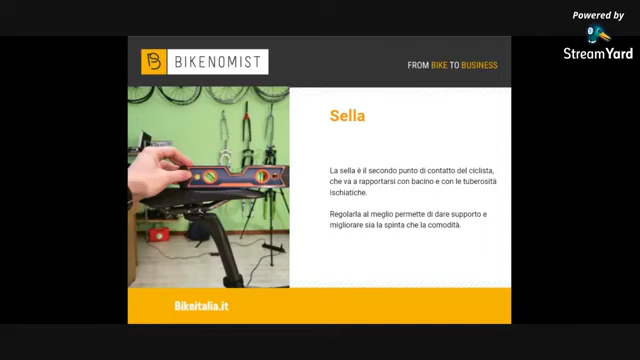 Powered by
StreamYard
BIKENOMIST
FROM BIKE TO BUSINESS
Sella
La sella è il secondo punto di contatto del ciclista,
che va a rapportarsi con bacino e con le tuberosità
ischiatiche.
Regolarla al meglio permette di dare supporto e
migliorare sia la spinta che la comodità.
Bikeitalia.it